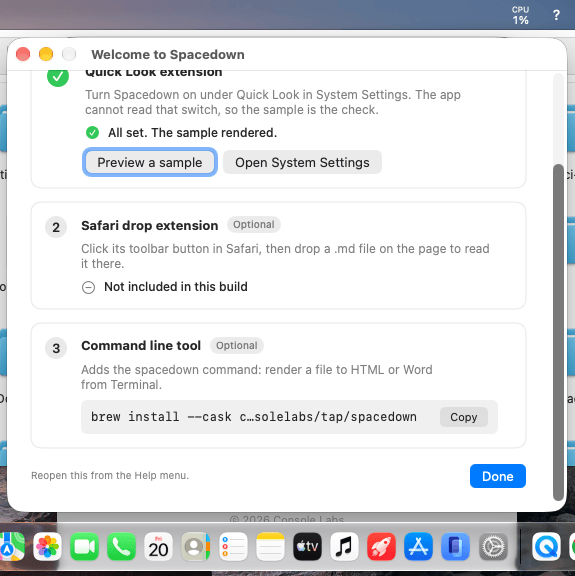 CPU
1%
?
Welcome to Spacedown
Quick Look extension
Turn Spacedown on under Quick Look in System Settings. The app
cannot read that switch, so the sample is the check.
All set. The sample rendered.
Preview a sample
Open System Settings
2
Safari drop extension
Optional
Click its toolbar button in Safari, then drop a .md file on the page to read
it there.
Not included in this build
3
Command line tool
Optional
Adds the spacedown command: render a file to HTML or Word
from Terminal.
brew install --cask c…solelabs/tap/spacedown
Copy
Reopen this from the Help menu.
Done
© 2026 Console Labs
20
tv